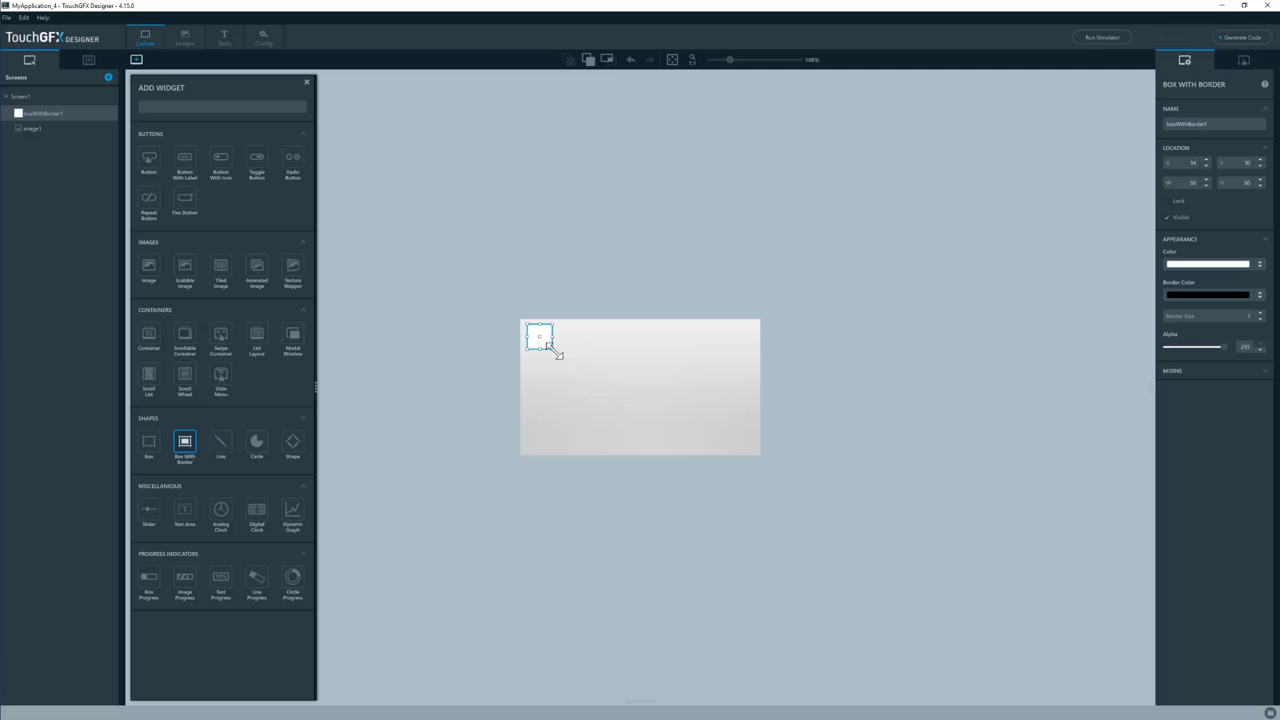 MyApplication_4 - TouchGFX Designer - 4.15.0
File Edit Help
TouchGFX DESIGNER
Canvas Images Texts Config
Run Simulator
Generate Code
100%
Screens
Screen1
boxWithBorder1
image1
ADD WIDGET
BUTTONS
Button
Button With Label
Button With Icon
Toggle Button
Radio Button
Repeat Button
Flex Button
IMAGES
Image
Scalable Image
Tiled Image
Animated Image
Texture Mapper
CONTAINERS
Container
Scrollable Container
Swipe Container
List Layout
Modal Window
Scroll List
Scroll Wheel
Slide Menu
SHAPES
Box
Box With Border
Line
Circle
Shape
MISCELLANEOUS
Slider
Text Area
Analog Clock
Digital Clock
Dynamic Graph
PROGRESS INDICATORS
Box Progress
Image Progress
Text Progress
Line Progress
Circle Progress
BOX WITH BORDER
NAME
boxWithBorder1
LOCATION
X 14 Y 10
W 50 H 50
Lock
Visible
APPEARANCE
Color
Border Color
Border Size 1
Alpha
255
MIXING